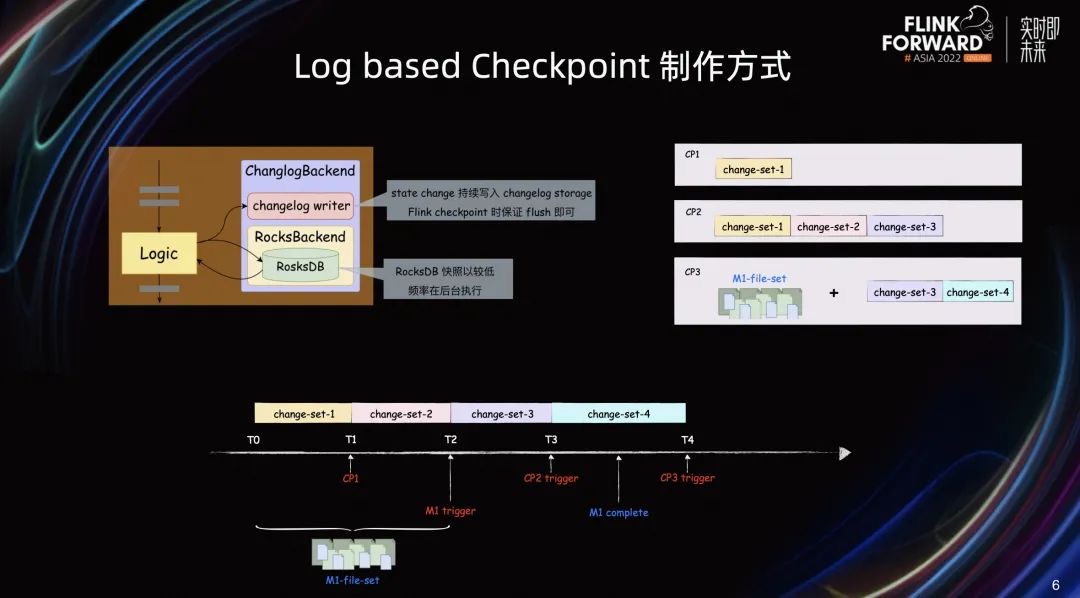 FLINK
FORWARD
# ASIA 2022 ONLINE
实时即
未来
Log based Checkpoint 制作方式
ChanglogBackend
changelog writer
RocksBackend
RosksDB
Logic
state change 持续写入 changelog storage
Flink checkpoint 时保证 flush 即可
RocksDB 快照以较低
频率在后台执行
CP1
change-set-1
CP2
change-set-1 change-set-2 change-set-3
CP3
M1-file-set
+
change-set-3 change-set-4
change-set-1 change-set-2 change-set-3 change-set-4
T0 T1 T2 T3 T4
CP1 CP2 trigger CP3 trigger
M1 trigger M1 complete
M1-file-set
6